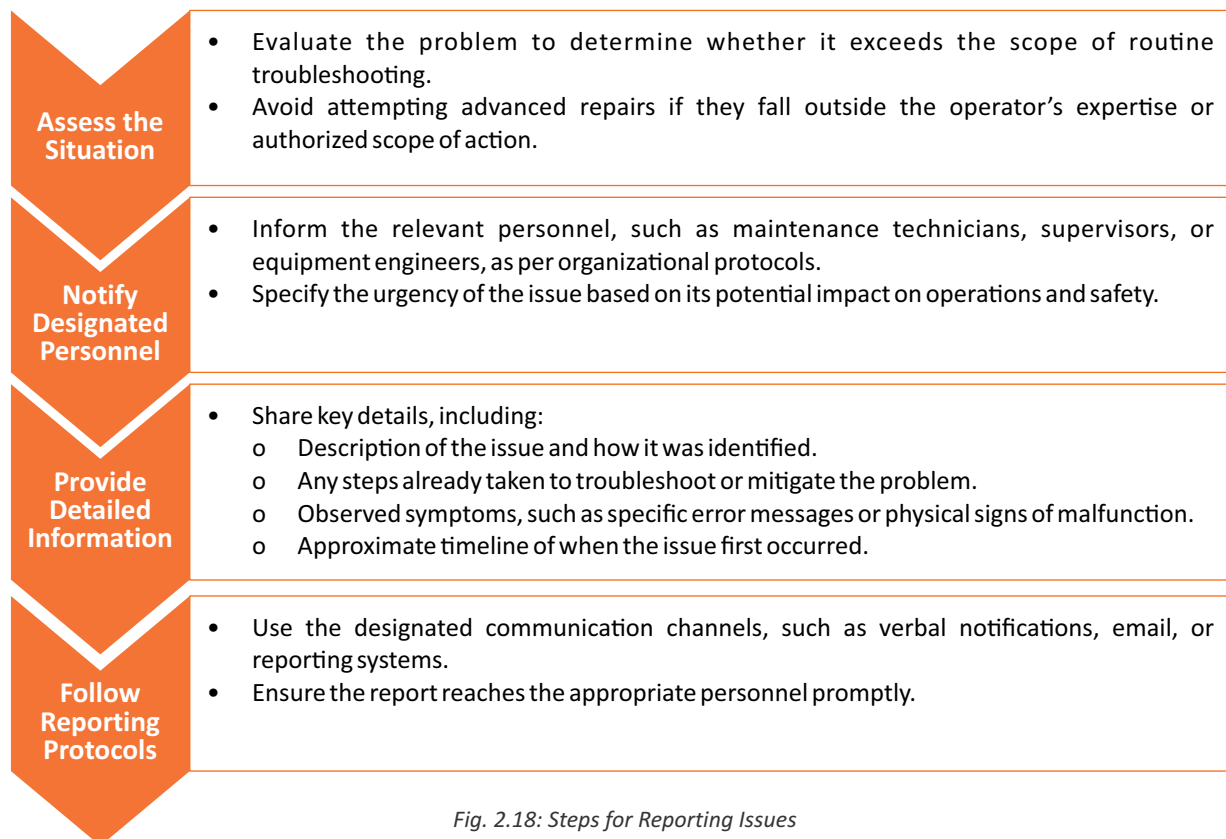 Assess the
Situation
• Evaluate the problem to determine whether it exceeds the scope of routine
troubleshooting.
• Avoid attempting advanced repairs if they fall outside the operator’s expertise or
authorized scope of action.
Notify
Designated
Personnel
• Inform the relevant personnel, such as maintenance technicians, supervisors, or
equipment engineers, as per organizational protocols.
• Specify the urgency of the issue based on its potential impact on operations and safety.
Provide
Detailed
Information
• Share key details, including:
o Description of the issue and how it was identified.
o Any steps already taken to troubleshoot or mitigate the problem.
o Observed symptoms, such as specific error messages or physical signs of malfunction.
o Approximate timeline of when the issue first occurred.
Follow
Reporting
Protocols
• Use the designated communication channels, such as verbal notifications, email, or
reporting systems.
• Ensure the report reaches the appropriate personnel promptly.
Fig. 2.18: Steps for Reporting Issues